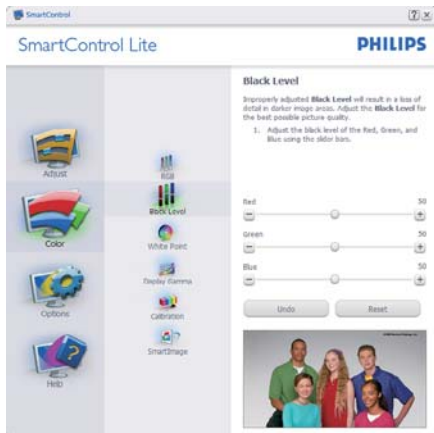 SmartControl
SmartControl Lite
PHILIPS
Adjust
Color
Options
Help
RGB
Black Level
White Point
Display Gamma
Calibration
SmartImage
Black Level
Improperly adjusted Black Level will result in a loss of
detail in darker image areas. Adjust the Black Level for
the best possible picture quality.
1. Adjust the black level of the Red, Green, and
Blue using the slider bars.
Red 50
Green 50
Blue 50
Undo Reset